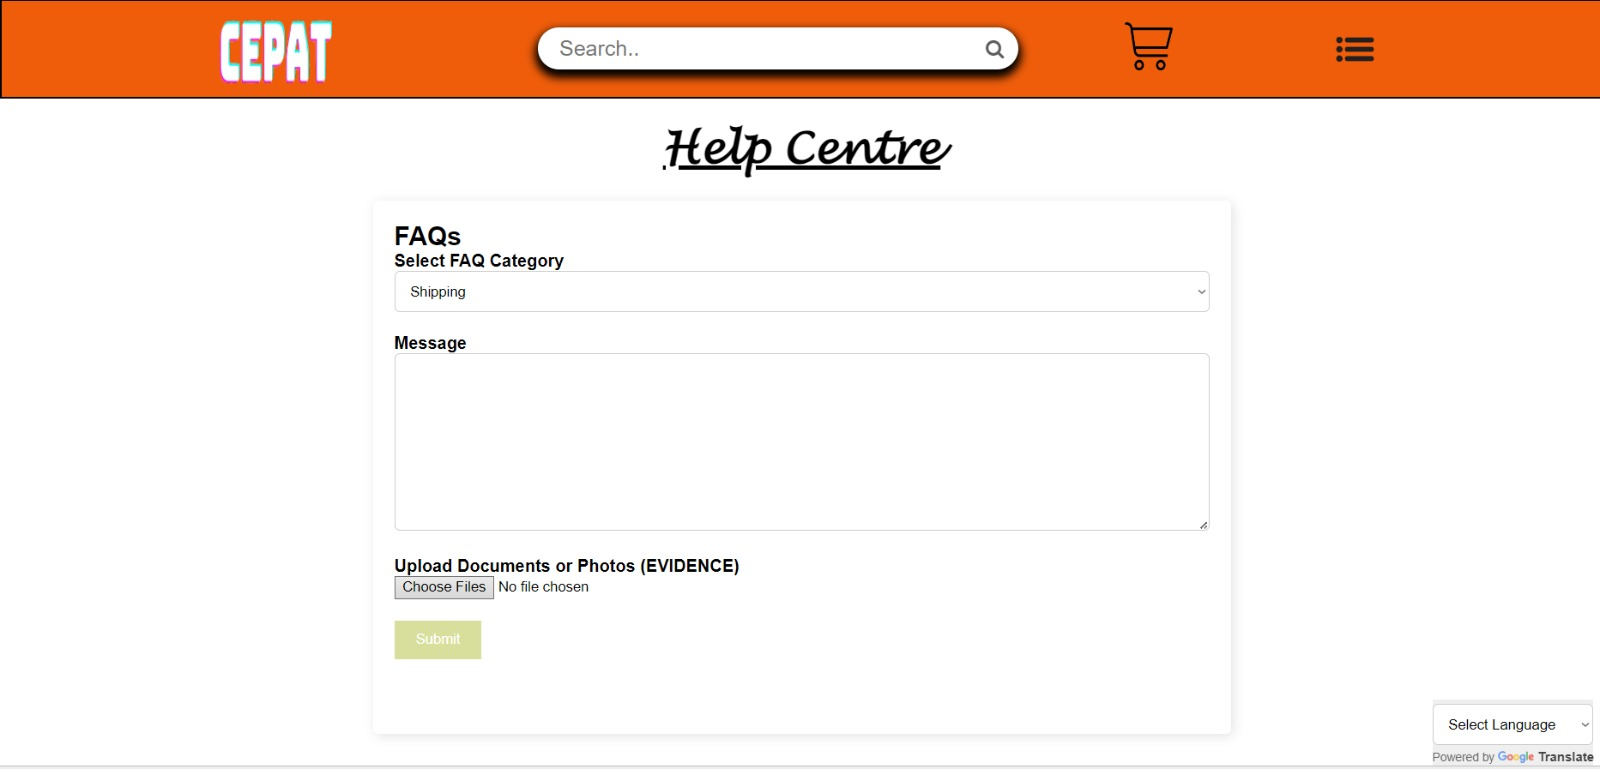 CEPAT
Search..
Help Centre
FAQs
Select FAQ Category
Shipping
Message
Upload Documents or Photos (EVIDENCE)
Choose Files No file chosen
Submit
Select Language
Powered by Google Translate